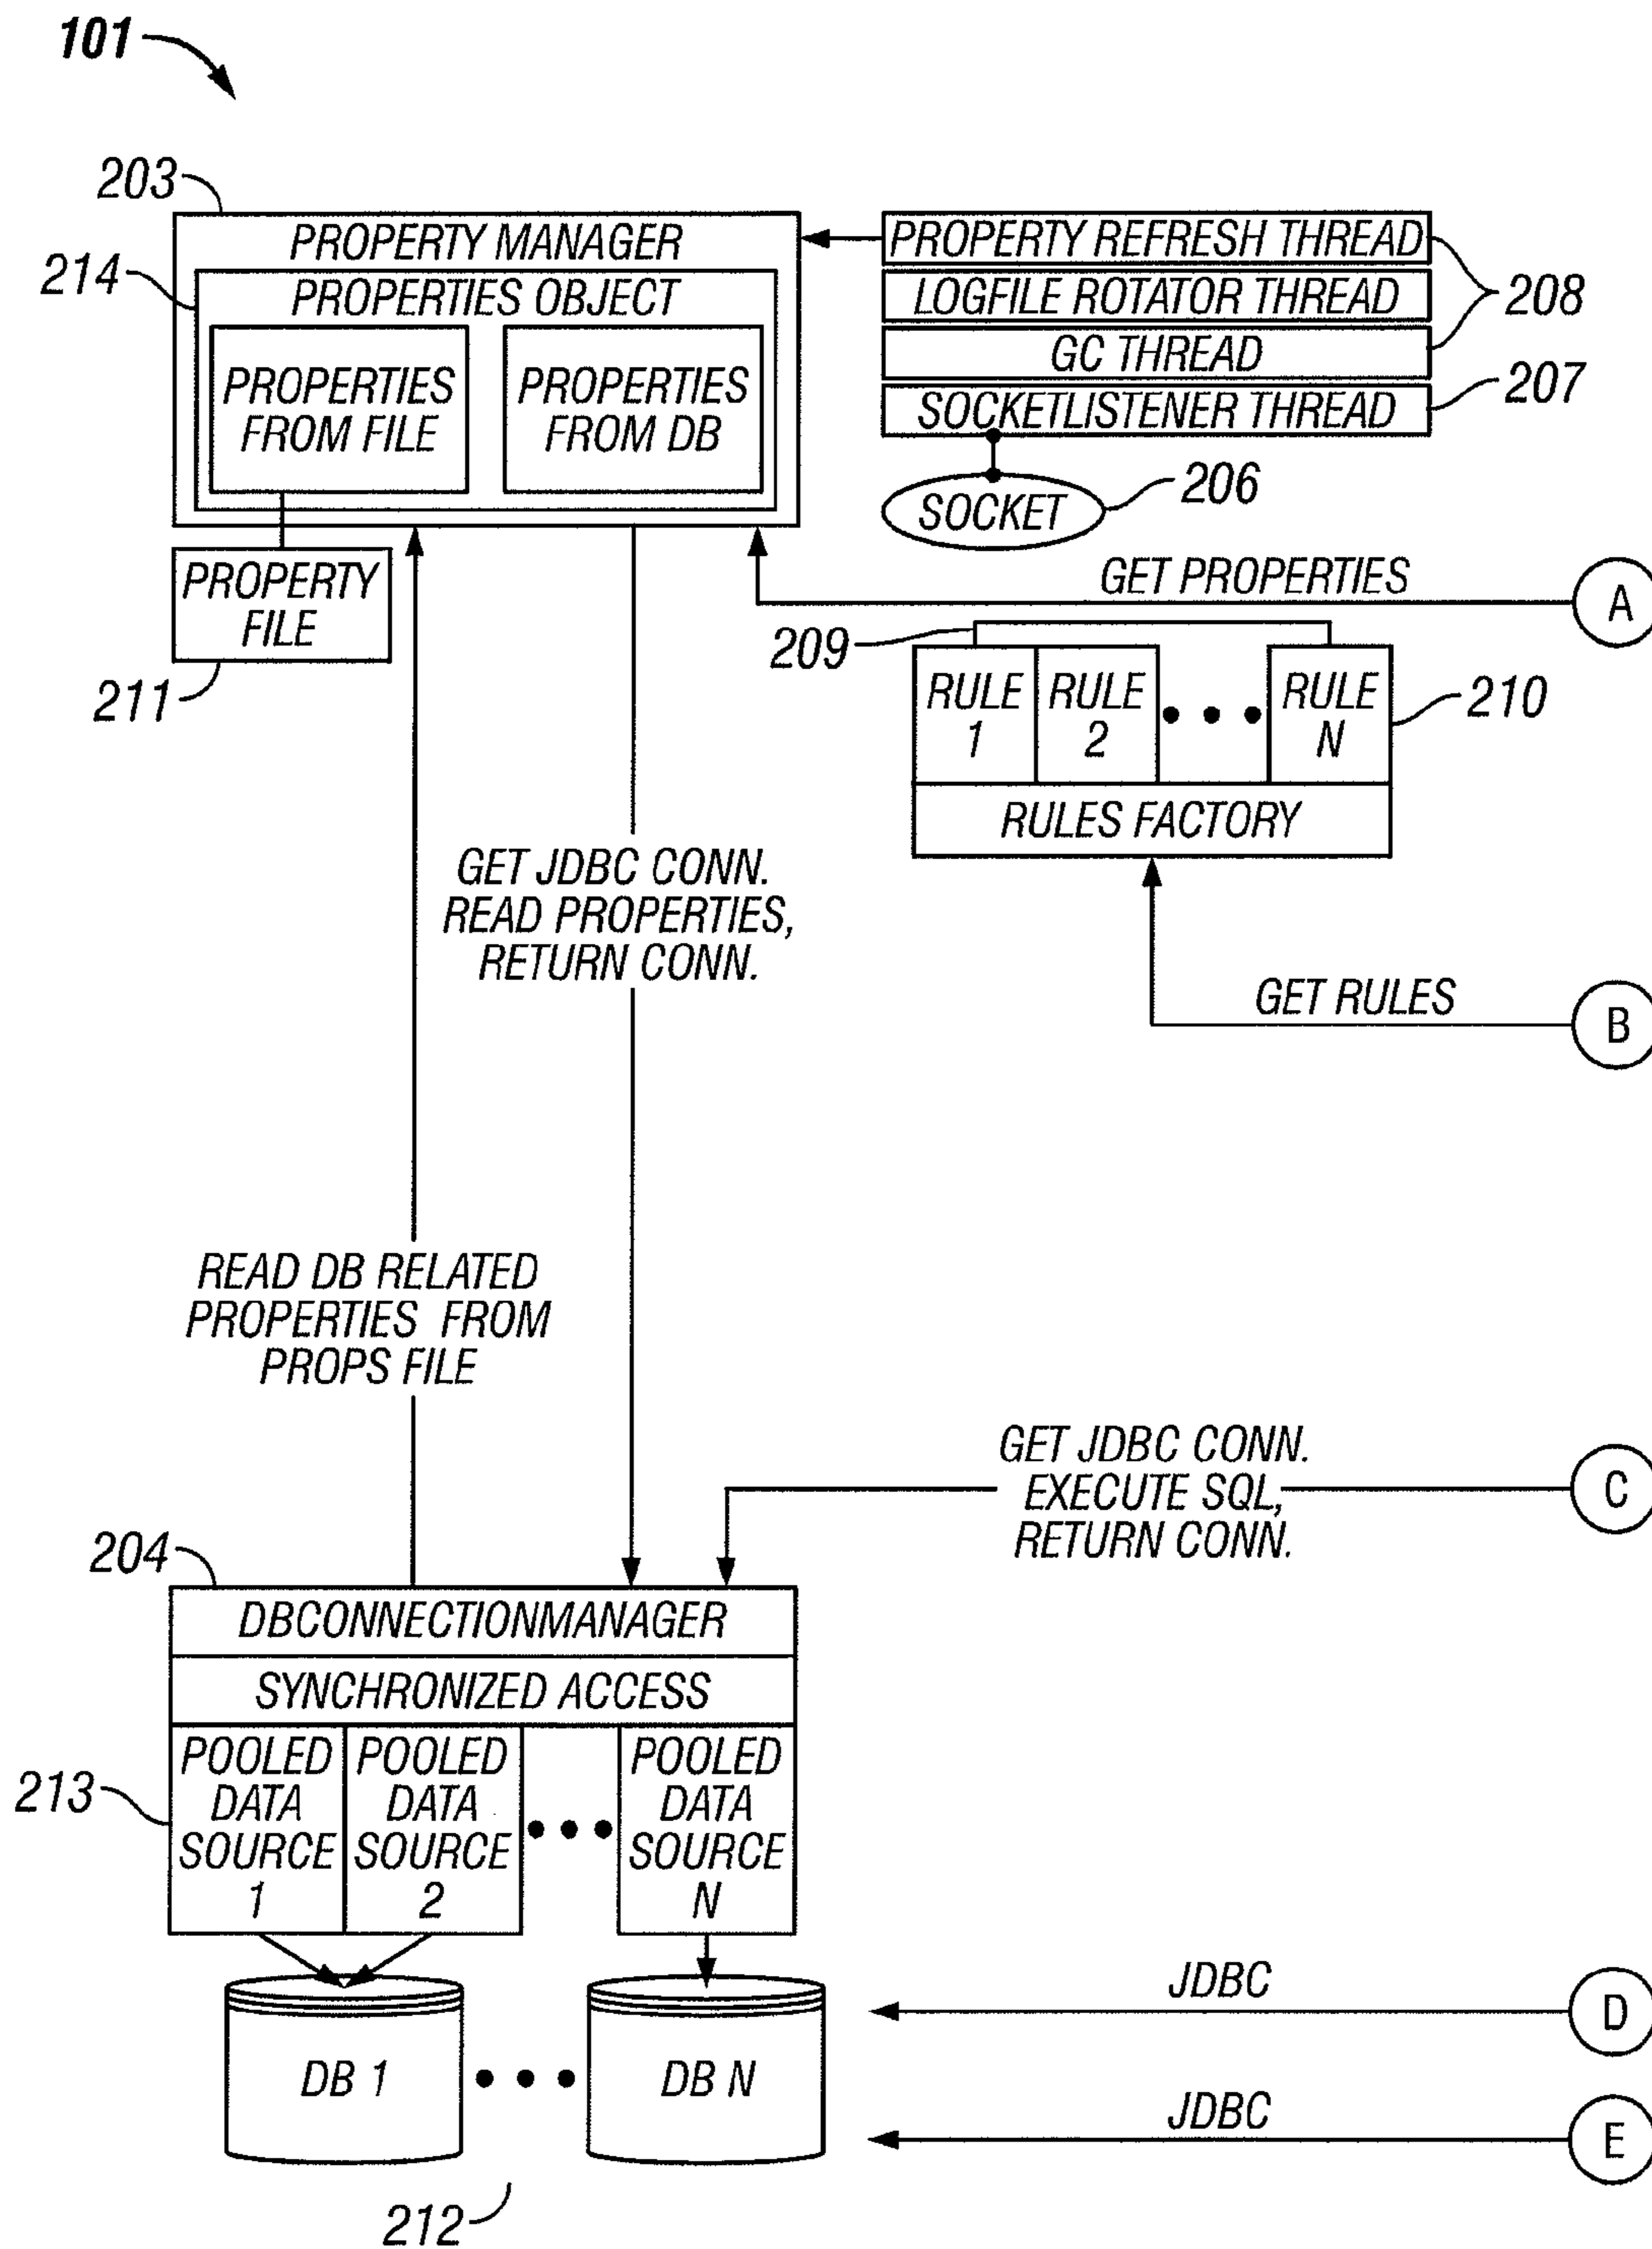 101
203
PROPERTY MANAGER
214
PROPERTIES OBJECT
PROPERTIES
FROM FILE
PROPERTIES
FROM DB
PROPERTY REFRESH THREAD
LOGFILE ROTATOR THREAD
208
GC THREAD
207
SOCKETLISTENER THREAD
SOCKET
206
PROPERTY
FILE
211
GET PROPERTIES
A
209
RULE
1
RULE
2
RULE
N
210
RULES FACTORY
GET JDBC CONN.
READ PROPERTIES,
RETURN CONN.
GET RULES
B
READ DB RELATED
PROPERTIES FROM
PROPS FILE
GET JDBC CONN.
EXECUTE SQL,
RETURN CONN.
C
204
DBCONNECTIONMANAGER
SYNCHRONIZED ACCESS
213
POOLED
DATA
SOURCE
1
POOLED
DATA
SOURCE
2
POOLED
DATA
SOURCE
N
DB 1
DB N
JDBC
D
JDBC
E
212